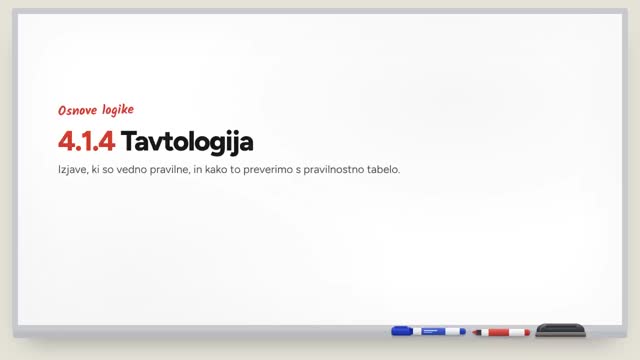 Osnove logike
4.1.4 Tavtologija
Izjave, ki so vedno pravilne, in kako to preverimo s pravilnostno tabelo.